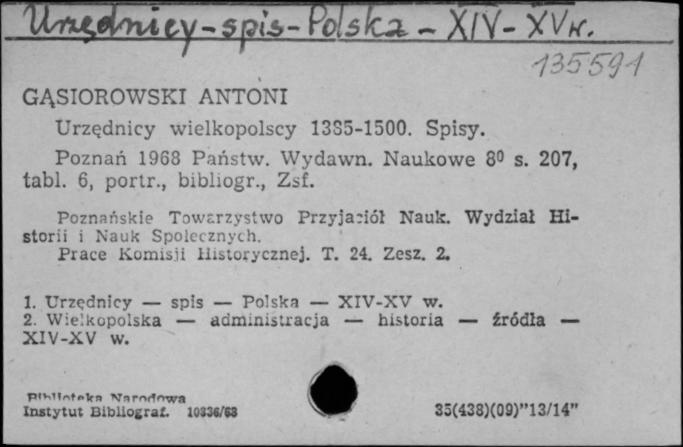 Urzędnicy-spis-Polska - XIV- XVw.
135591
GĄSIOROWSKI ANTONI
Urzędnicy wielkopolscy 1385-1500. Spisy.
Poznań 1968 Państw. Wydawn. Naukowe 8⁰ s. 207,
tabl. 6, portr., bibliogr., Zsf.
Poznańskie Towarzystwo Przyjaciół Nauk. Wydział Hi-
storii i Nauk Społecznych.
Prace Komisji Historycznej. T. 24. Zesz. 2.
1. Urzędnicy — spis — Polska — XIV-XV w.
2. Wielkopolska — administracja — historia — źródła —
XIV-XV w.
Biblioteka Narodowa
Instytut Bibliograf. 10836/68
35(438)(09)"13/14"